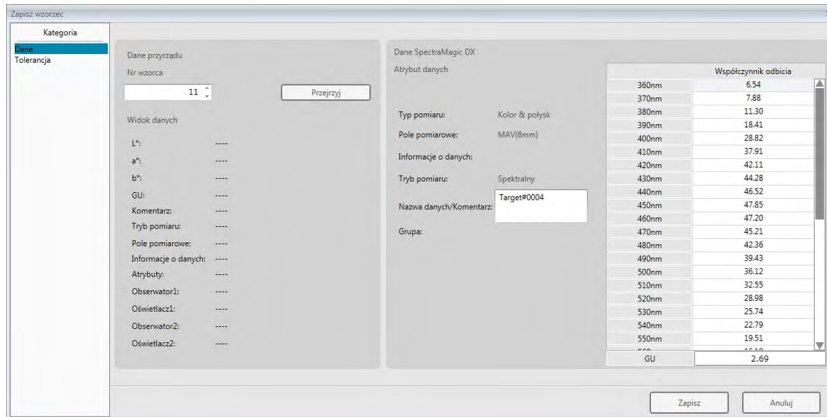 Zapisz wzorzec
Kategoria
Dane
Tolerancja
Dane przyrządu
Nr wzorca
11
Przejrzyj
Widok danych
L*: ----
a*: ----
b*: ----
GU: ----
Komentarz: ----
Tryb pomiaru: ----
Pole pomiarowe: ----
Informacje o danych: ----
Atrybuty: ----
Obserwator1: ----
Oświetlacz1: ----
Obserwator2: ----
Oświetlacz2: ----
Dane SpectraMagic DX
Atrybut danych
Typ pomiaru: Kolor & połysk
Pole pomiarowe: MAV(8mm)
Informacje o danych:
Tryb pomiaru: Spektralny
Nazwa danych/Komentarz: Target#0004
Grupa:
Współczynnik odbicia
360nm 6.54
370nm 7.88
380nm 11.30
390nm 18.41
400nm 28.82
410nm 37.91
420nm 42.11
430nm 44.28
440nm 46.52
450nm 47.85
460nm 47.20
470nm 45.21
480nm 42.36
490nm 39.43
500nm 36.12
510nm 32.55
520nm 28.98
530nm 25.74
540nm 22.79
550nm 19.51
GU 2.69
Zapisz
Anuluj